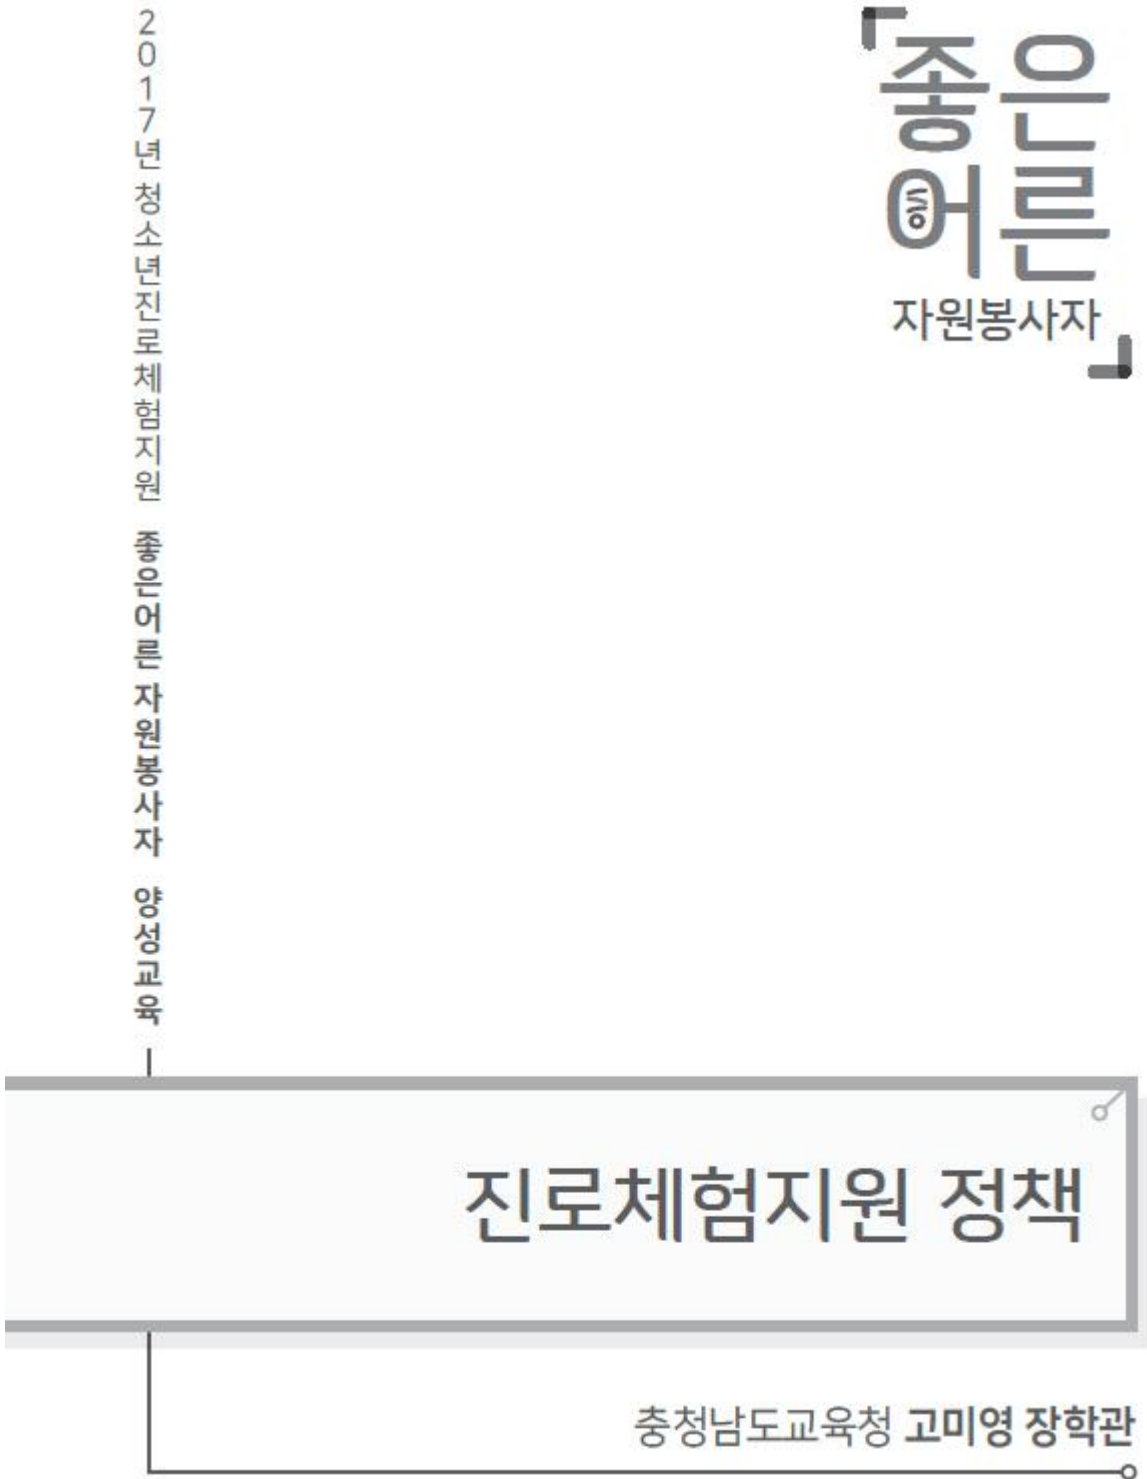 2017년 청소년진로체험지원 좋은어른 자원봉사자 양성교육
좋은
어른
자원봉사자
진로체험지원 정책
충청남도교육청 고미영 장학관